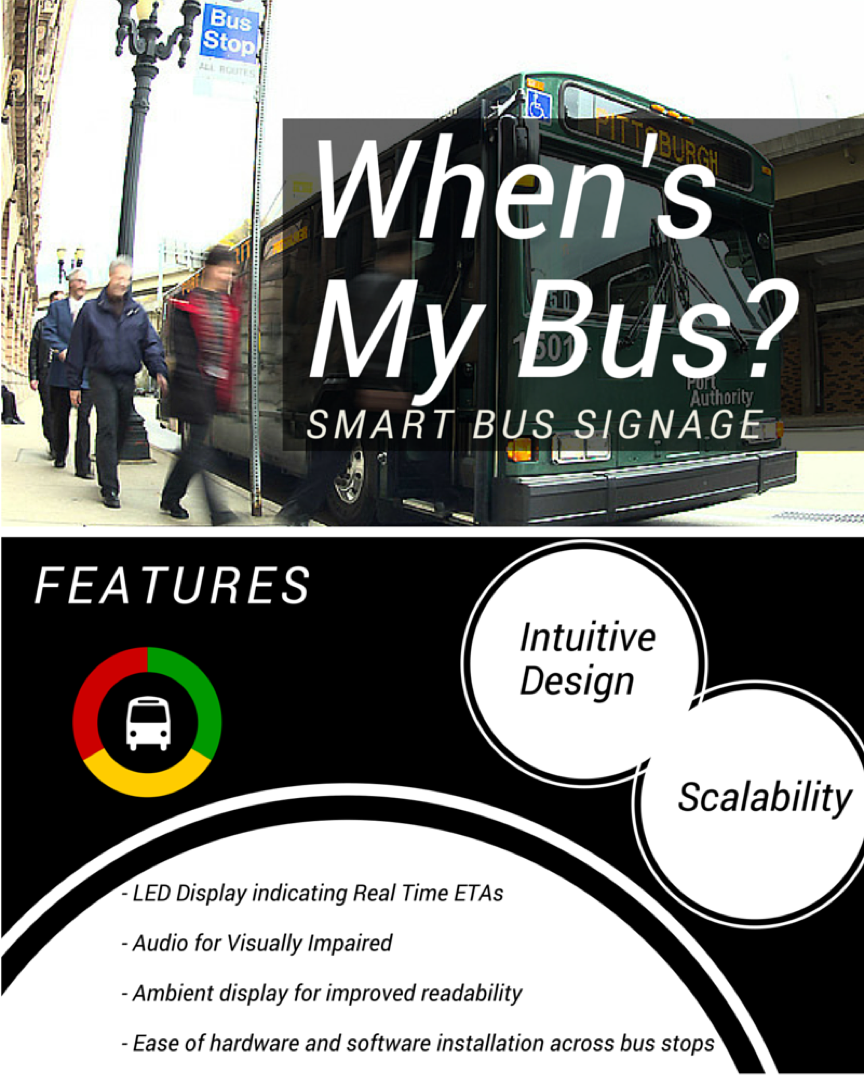 Bus
Stop
ALL ROUTES
PITTSBURGH
When's
My Bus?
1501
Port
Authority
SMART BUS SIGNAGE
FEATURES
Intuitive
Design
Scalability
- LED Display indicating Real Time ETAs
- Audio for Visually Impaired
- Ambient display for improved readability
- Ease of hardware and software installation across bus stops